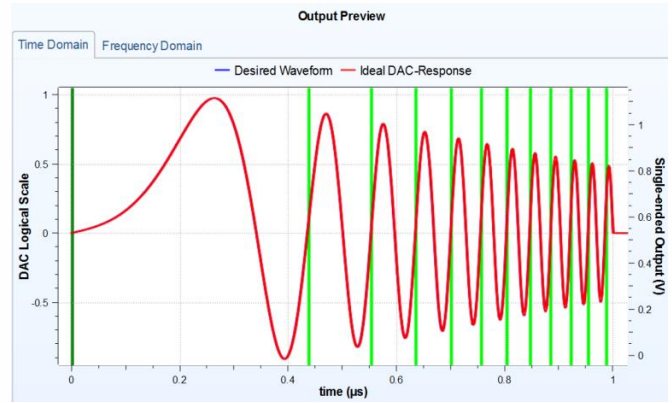 Output Preview
Time Domain
Frequency Domain
Desired Waveform
Ideal DAC-Response
DAC Logical Scale
1
0.5
0
-0.5
-1
0
0.2
0.4
0.6
0.8
1
time (µs)
1
0.8
0.6
0.4
0.2
0
Single-ended Output (V)